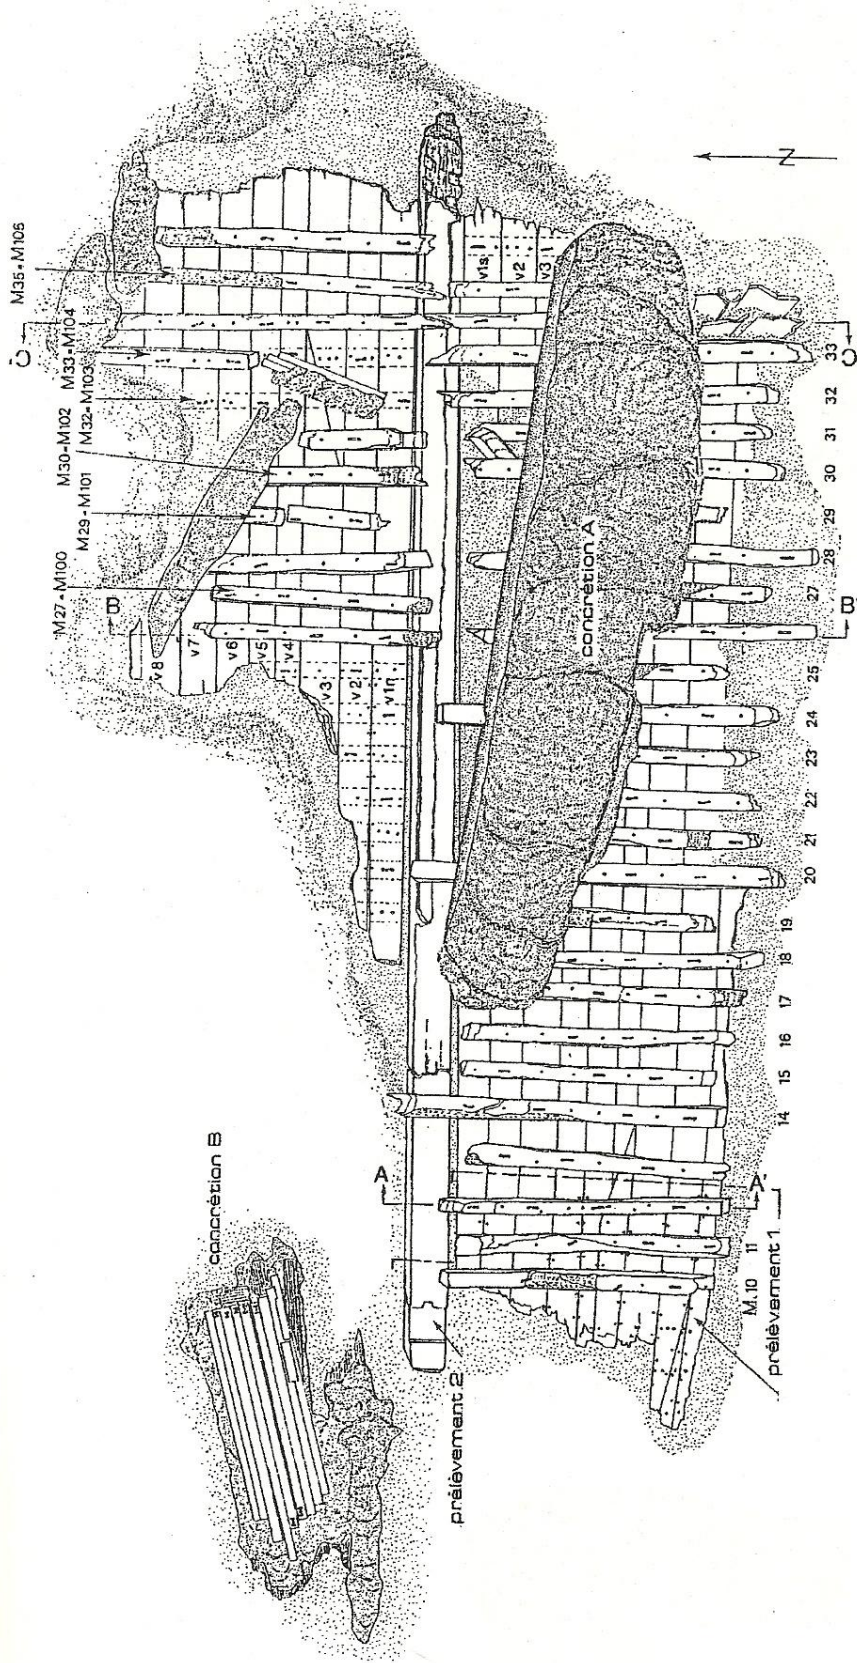 M35-M105
M33-M104
M32-M103
M30-M102
M29-M101
M27-M100
C
B
v8
v7
v6
v5
v4
v3
v2
v1n
v1s
v2
v3
N
concrétion A
concrétion B
A
A'
B'
C'
prélèvement 2
prélèvement 1
M.10
11
14
15
16
17
18
19
20
21
22
23
24
25
27
28
29
30
31
32
33